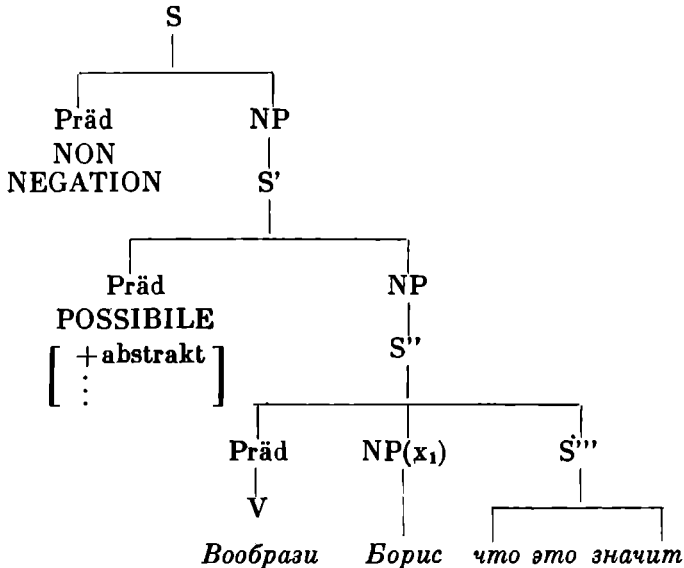 S
Präd NP
NON
NEGATION S'
Präd NP
POSSIBILE
[ +abstrakt ] S''
⋮
Präd NP(x₁) S'''
V
Вообрази Борис что это значит